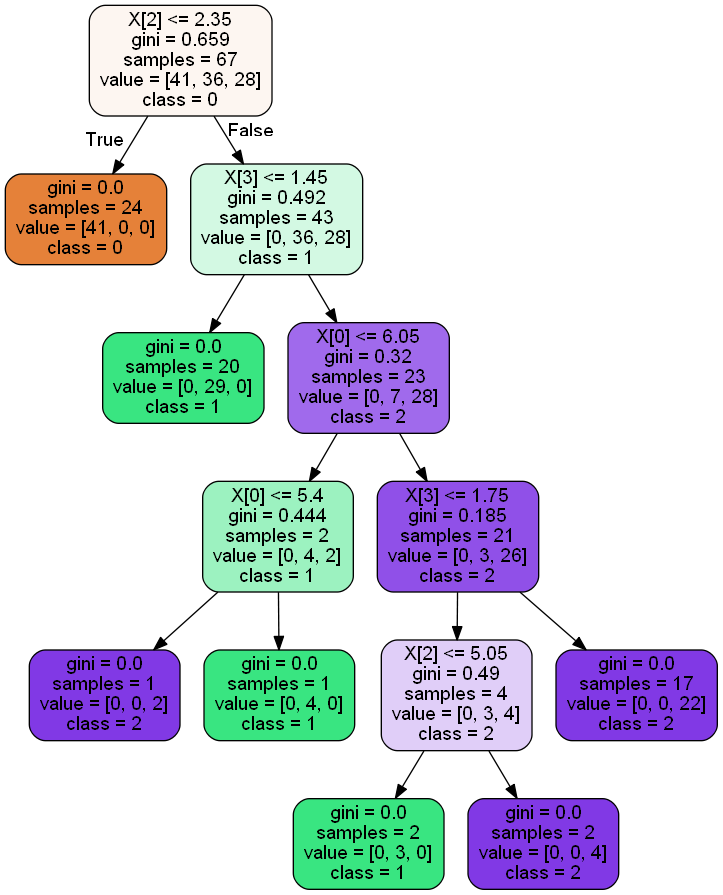 X[2] <= 2.35
gini = 0.659
samples = 67
value = [41, 36, 28]
class = 0
True
False
gini = 0.0
samples = 24
value = [41, 0, 0]
class = 0
X[3] <= 1.45
gini = 0.492
samples = 43
value = [0, 36, 28]
class = 1
gini = 0.0
samples = 20
value = [0, 29, 0]
class = 1
X[0] <= 6.05
gini = 0.32
samples = 23
value = [0, 7, 28]
class = 2
X[0] <= 5.4
gini = 0.444
samples = 2
value = [0, 4, 2]
class = 1
X[3] <= 1.75
gini = 0.185
samples = 21
value = [0, 3, 26]
class = 2
gini = 0.0
samples = 1
value = [0, 0, 2]
class = 2
gini = 0.0
samples = 1
value = [0, 4, 0]
class = 1
X[2] <= 5.05
gini = 0.49
samples = 4
value = [0, 3, 4]
class = 2
gini = 0.0
samples = 17
value = [0, 0, 22]
class = 2
gini = 0.0
samples = 2
value = [0, 3, 0]
class = 1
gini = 0.0
samples = 2
value = [0, 0, 4]
class = 2